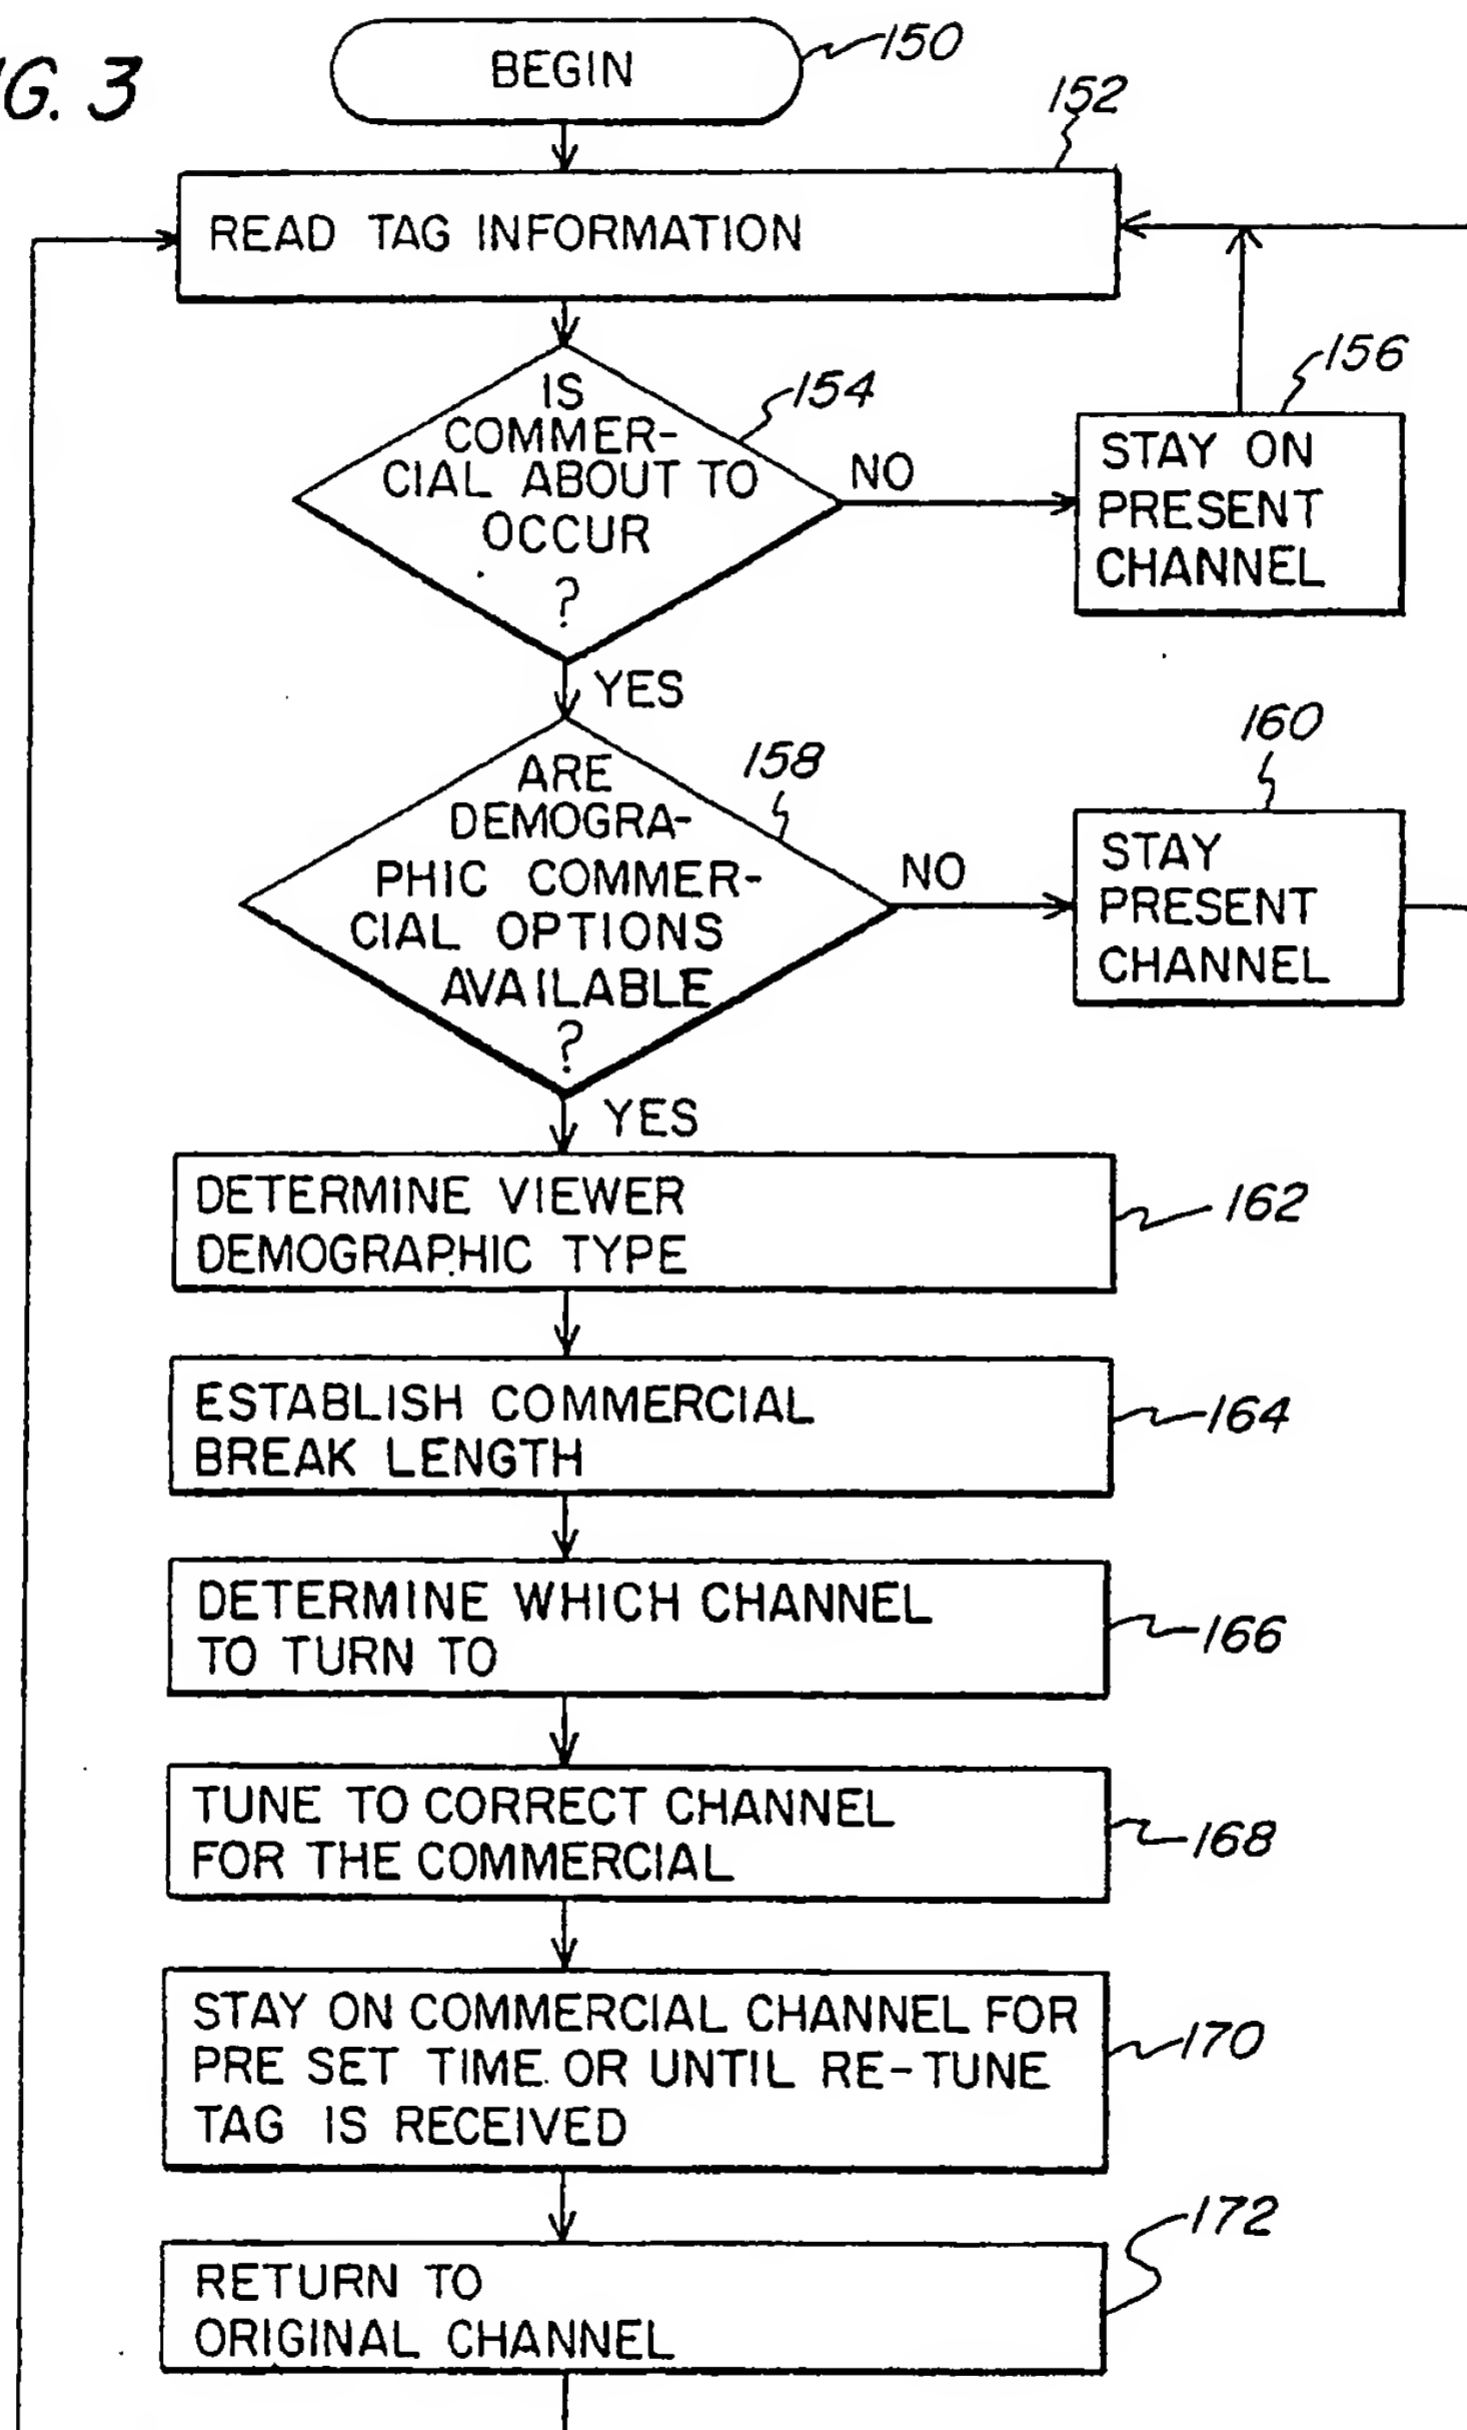 G. 3
BEGIN
150
152
READ TAG INFORMATION
IS
COMMER-
CIAL ABOUT TO
OCCUR
?
154
NO
156
STAY ON
PRESENT
CHANNEL
YES
ARE
DEMOGRA-
PHIC COMMER-
CIAL OPTIONS
AVAILABLE
?
158
NO
160
STAY
PRESENT
CHANNEL
YES
DETERMINE VIEWER
DEMOGRAPHIC TYPE
162
ESTABLISH COMMERCIAL
BREAK LENGTH
164
DETERMINE WHICH CHANNEL
TO TURN TO
166
TUNE TO CORRECT CHANNEL
FOR THE COMMERCIAL
168
STAY ON COMMERCIAL CHANNEL FOR
PRE SET TIME OR UNTIL RE-TUNE
TAG IS RECEIVED
170
172
RETURN TO
ORIGINAL CHANNEL